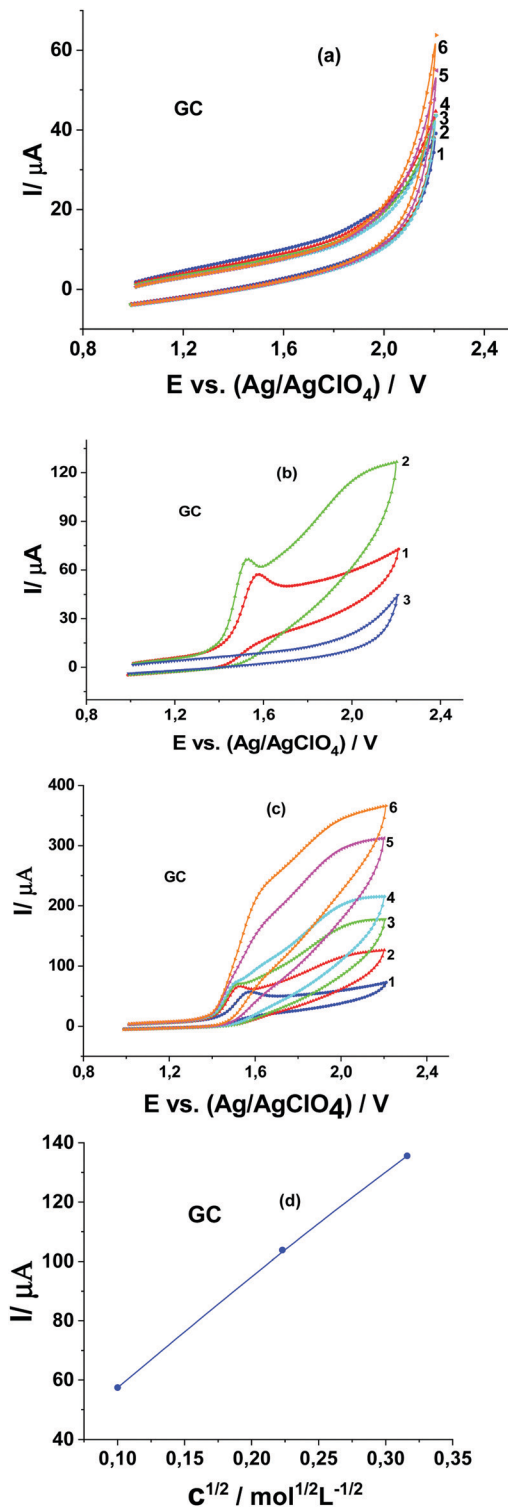 (a)
GC
60
40
20
0
I/ μA
6
5
4
3
2
1
0,8 1,2 1,6 2,0 2,4
E vs. (Ag/AgClO4) / V
(b)
GC
120
90
60
30
0
I/ μA
2
1
3
0,8 1,2 1,6 2,0 2,4
E vs. (Ag/AgClO4) / V
(c)
GC
400
300
200
100
0
I/ μA
6
5
4
3
2
1
0,8 1,2 1,6 2,0 2,4
E vs. (Ag/AgClO4) / V
(d)
GC
140
120
100
80
60
40
I/ μA
0,10 0,15 0,20 0,25 0,30 0,35
C^1/2 / mol^1/2L^-1/2